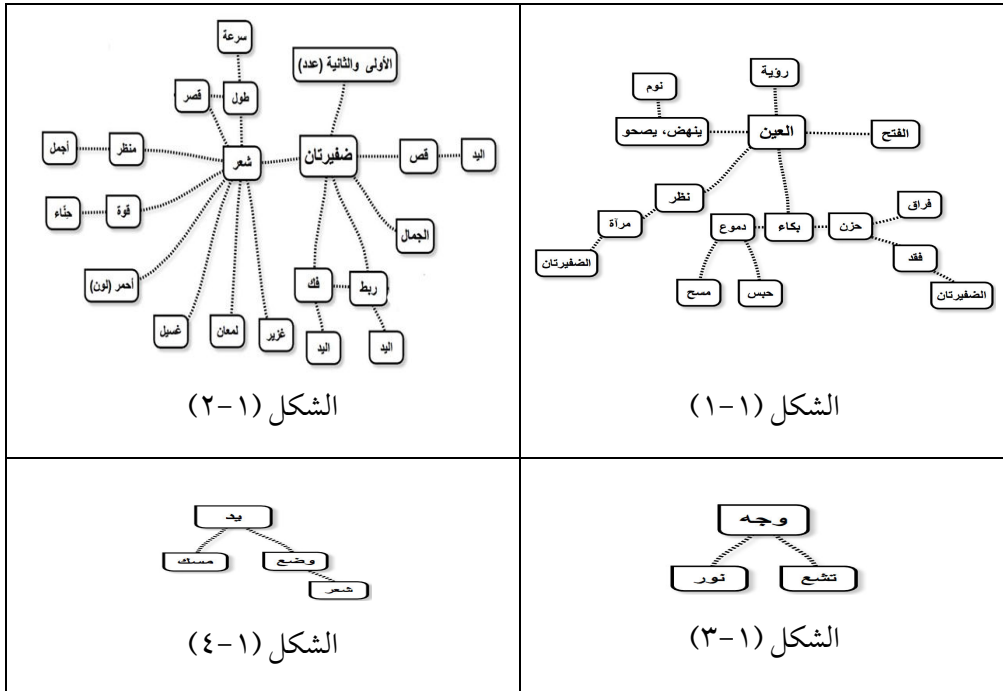 رؤية
نوم
العين
ينهض، يصحو
الفتح
نظر
مرآة
الضفيرتان
بكاء
دموع
حزن
فراق
فقد
الضفيرتان
مسح
حبس
الشكل (١-١)
سرعة
الأولى والثانية (عدد)
قصر
طول
شعر
ضفيرتان
قص
اليد
أجمل
منظر
حنّاء
قوة
الجمال
أحمر (لون)
فك
ربط
غسيل
لمعان
غزير
اليد
اليد
الشكل (١-٢)
وجه
نور
تشع
الشكل (١-٣)
يد
مسك
وضع
شعر
الشكل (١-٤)